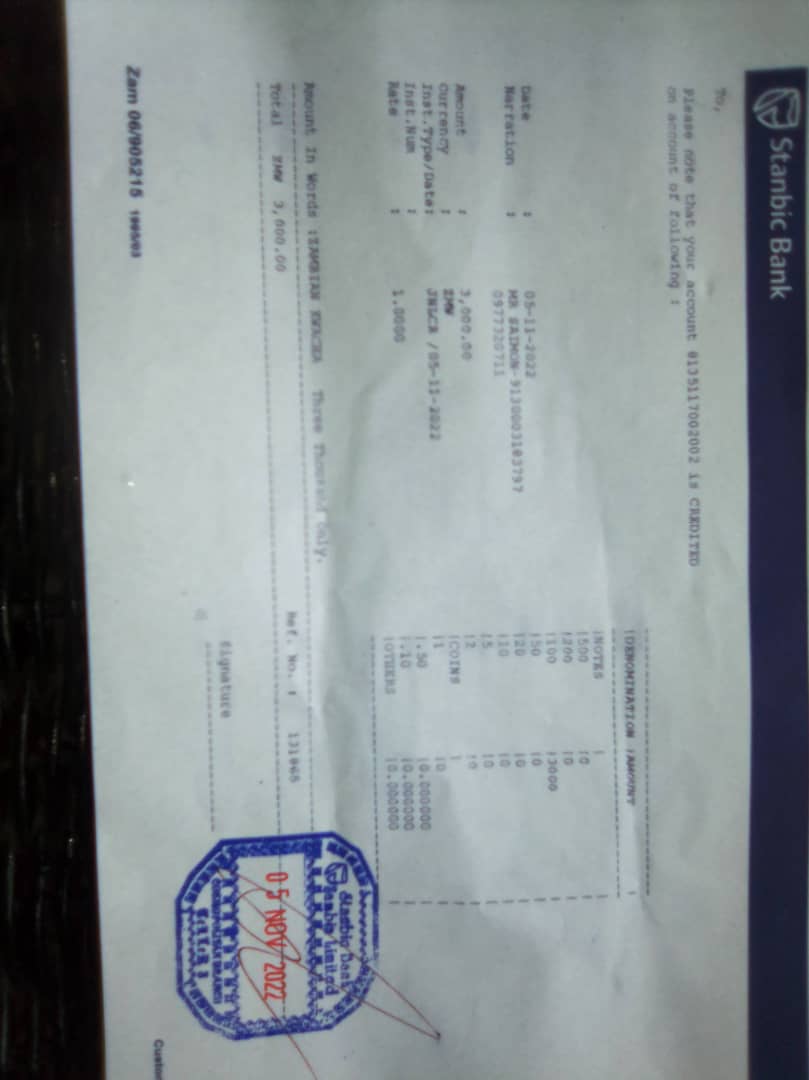 Stanbic Bank
To,
Please note that your account 0135117002002 is CREDITED
on account of following :
|DENOMINATION |AMOUNT |
|NOTES | |
|500 |0 |
|200 |0 |
|100 |3000 |
|50 |0 |
|20 |0 |
|10 |0 |
|5 |0 |
|2 |0 |
|COINS | |
|1 |0 |
|.50 |0.000000 |
|.10 |0.000000 |
|OTHERS |0.000000 |
Date : 05-11-2022
Narration : MR SAIMON-9130003103797
0977320711
Amount : 3,000.00
Currency : ZMW
Inst.Type/Date: JNLCR /05-11-2022
Inst.Num :
Rate : 1.0000
Amount In Words :ZAMBIAN KWACHA Three Thousand Only.
Total ZMW 3,000.00 Ref. No. :
Signature
Stanbic Bank
Zambia Limited
05 NOV 2022
Zam 06/905215